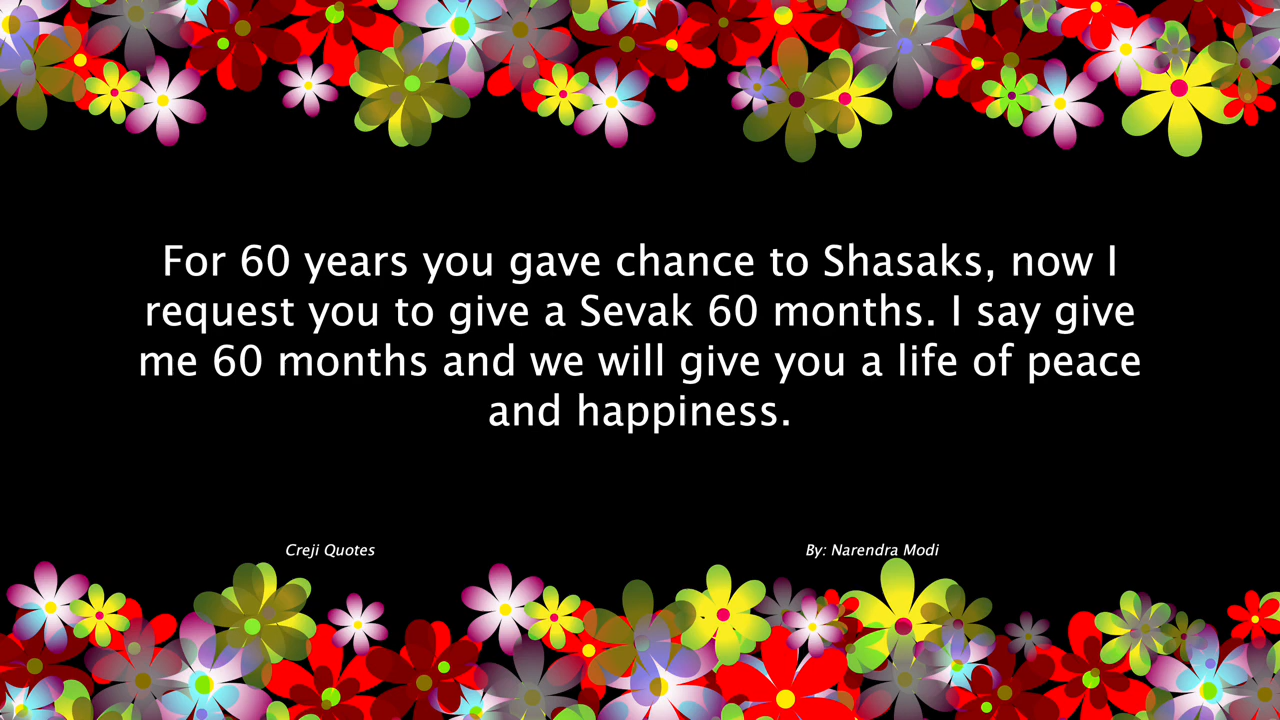 For 60 years you gave chance to Shasaks, now I
request you to give a Sevak 60 months. I say give
me 60 months and we will give you a life of peace
and happiness.
Creji Quotes
By: Narendra Modi